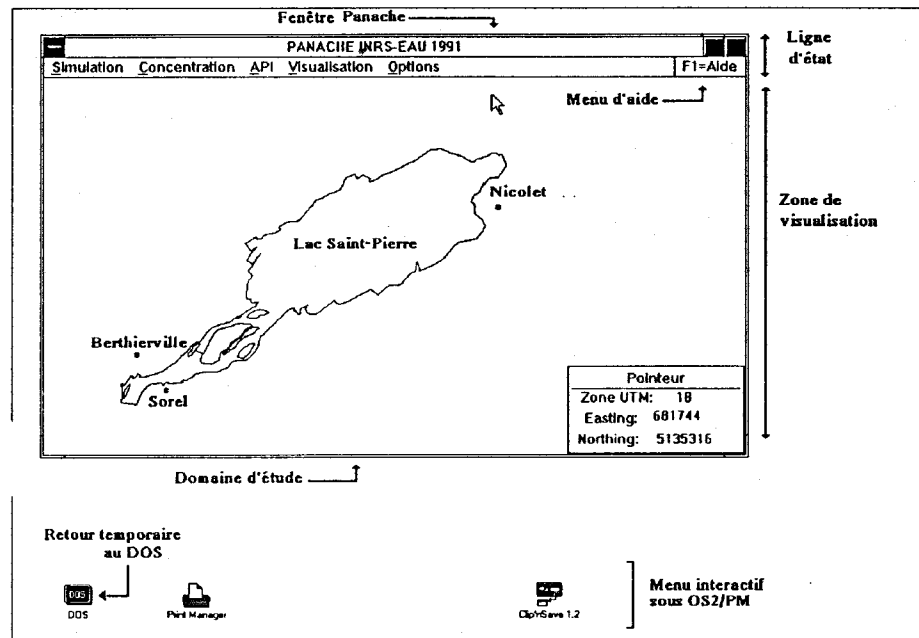 Fenêtre Panache
PANACHE INRS-EAU 1991
Simulation Concentration API Visualisation Options F1=Aide
Ligne
d'état
Menu d'aide
Nicolet
Zone de
visualisation
Lac Saint-Pierre
Berthierville
Sorel
Pointeur
Zone UTM: 18
Easting: 681744
Northing: 5135316
Domaine d'étude
Retour temporaire
au DOS
DOS
DOS
Print Manager
Clip'nSave 1.2
Menu interactif
sous OS2/PM